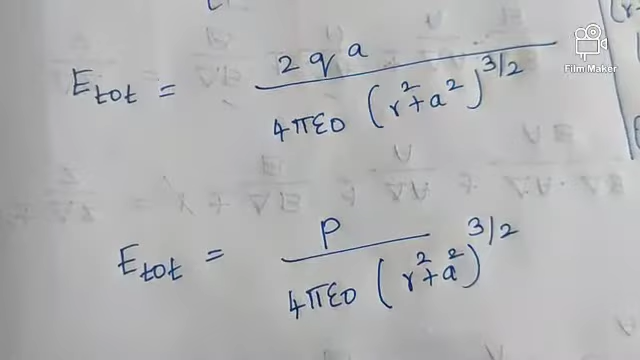 E_tot = 2qa / 4πε0 (r² + a²)^3/2
Film Maker
E_tot = P / 4πε0 (r² + a²)^3/2